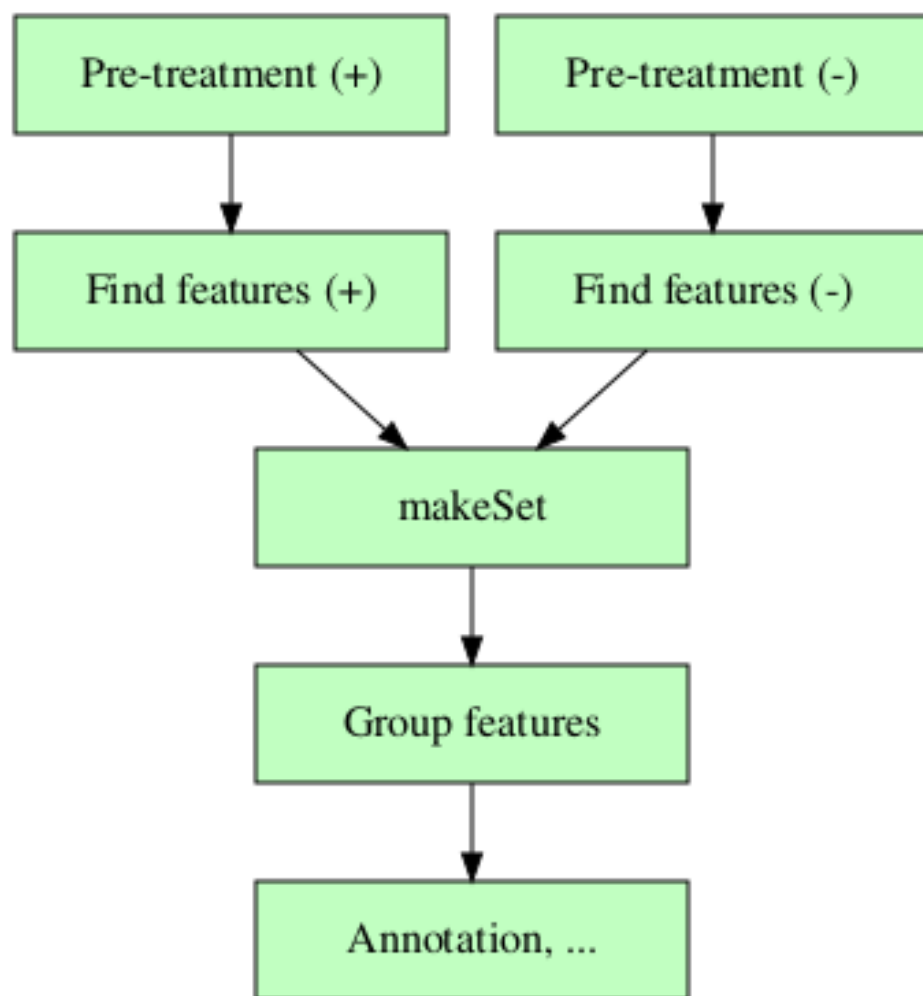 Pre-treatment (+)
Pre-treatment (-)
Find features (+)
Find features (-)
makeSet
Group features
Annotation, ...